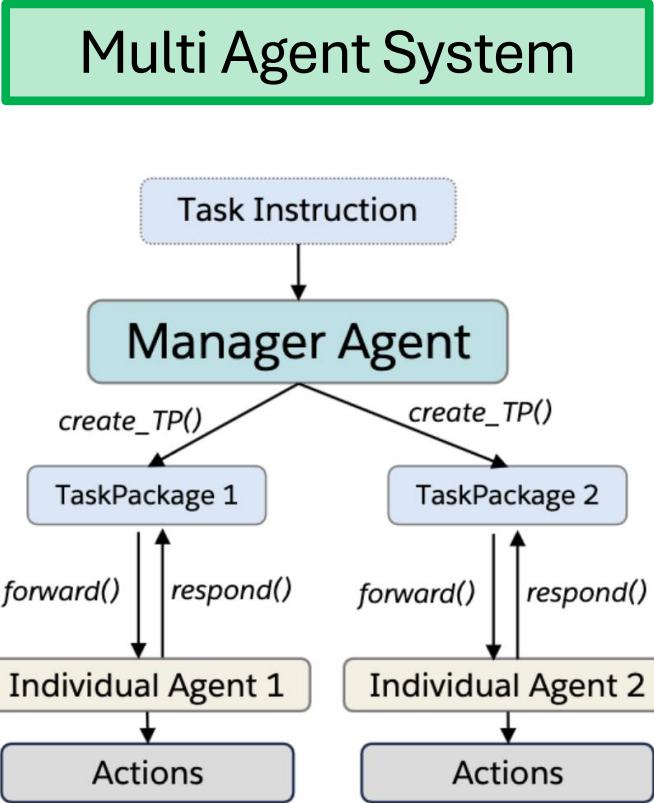 Multi Agent System
Task Instruction
Manager Agent
create_TP()
create_TP()
TaskPackage 1
TaskPackage 2
forward()
respond()
forward()
respond()
Individual Agent 1
Individual Agent 2
Actions
Actions